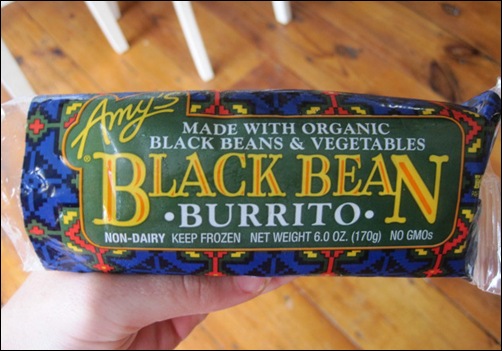 Amy's
®
MADE WITH ORGANIC
BLACK BEANS & VEGETABLES
BLACK BEAN
·BURRITO·
NON-DAIRY KEEP FROZEN NET WEIGHT 6.0 OZ. (170g) NO GMOs